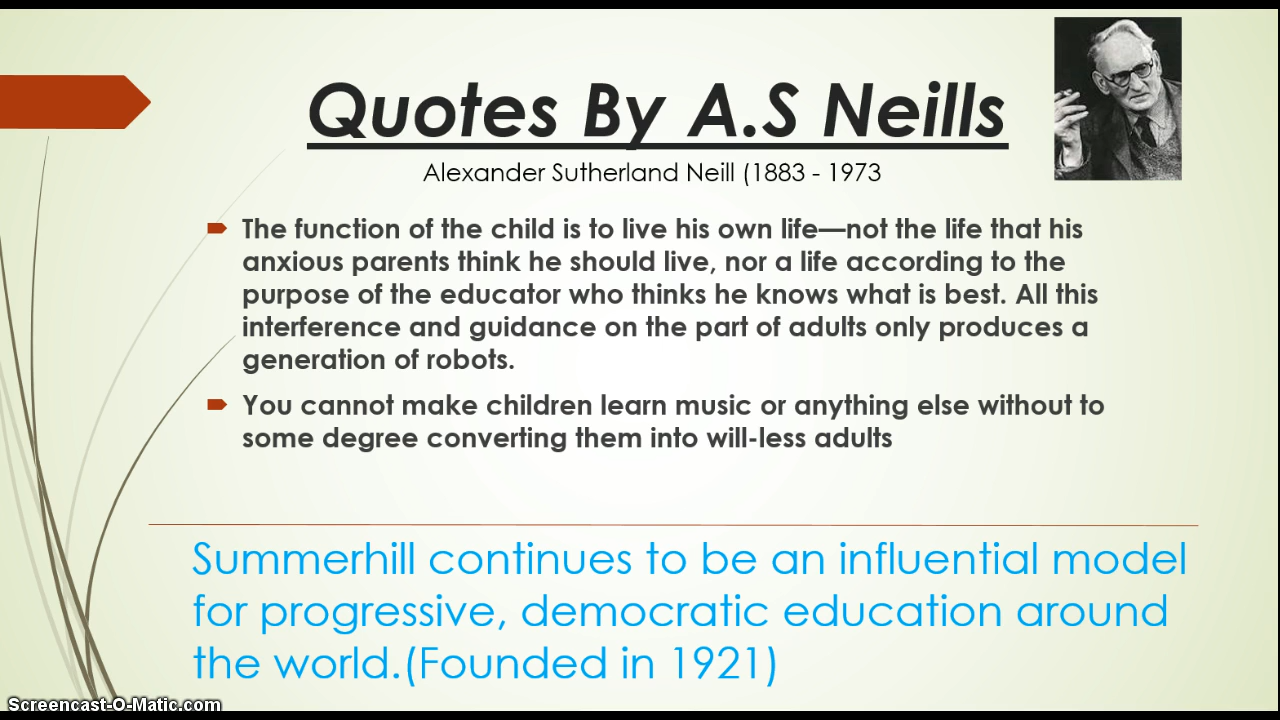 Quotes By A.S Neills
Alexander Sutherland Neill (1883 - 1973
The function of the child is to live his own life—not the life that his
anxious parents think he should live, nor a life according to the
purpose of the educator who thinks he knows what is best. All this
interference and guidance on the part of adults only produces a
generation of robots.
You cannot make children learn music or anything else without to
some degree converting them into will-less adults
Summerhill continues to be an influential model
for progressive, democratic education around
the world.(Founded in 1921)
Screencast-O-Matic.com